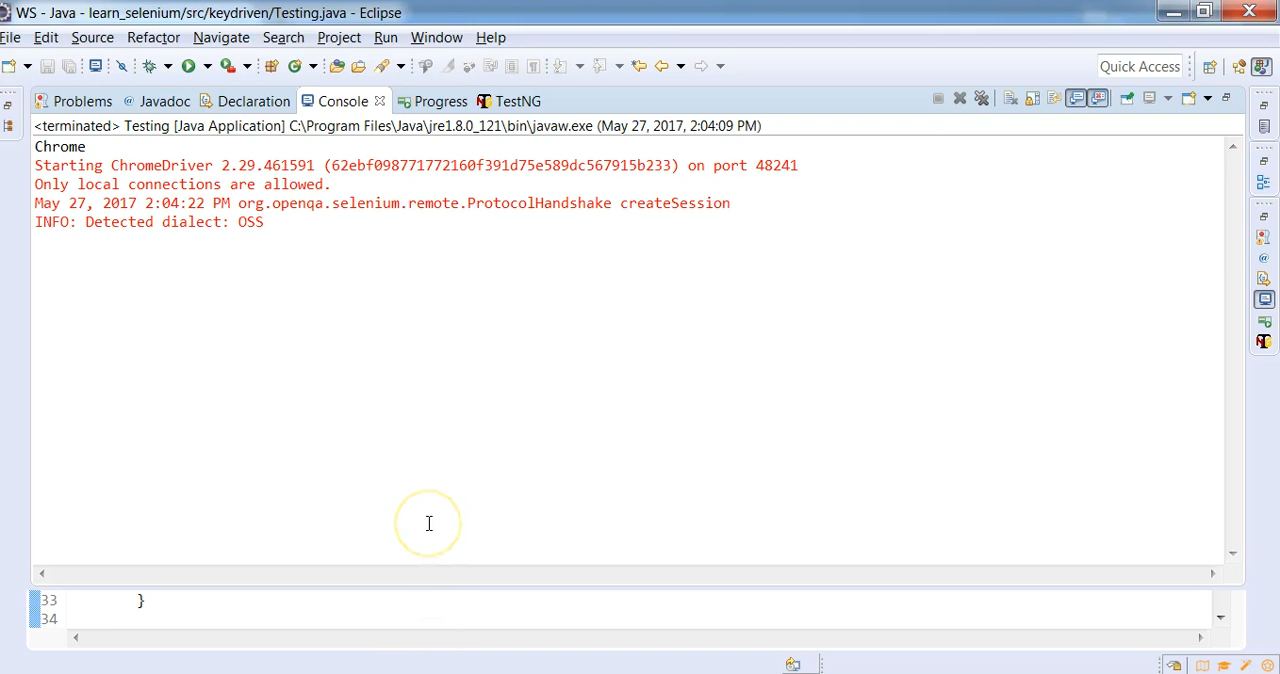 WS - Java - learn_selenium/src/keydriven/Testing.java - Eclipse
File Edit Source Refactor Navigate Search Project Run Window Help
Quick Access
Problems @ Javadoc Declaration Console Progress TestNG
<terminated> Testing [Java Application] C:\Program Files\Java\jre1.8.0_121\bin\javaw.exe (May 27, 2017, 2:04:09 PM)
Chrome
Starting ChromeDriver 2.29.461591 (62ebf098771772160f391d75e589dc567915b233) on port 48241
Only local connections are allowed.
May 27, 2017 2:04:22 PM org.openqa.selenium.remote.ProtocolHandshake createSession
INFO: Detected dialect: OSS
33 }
34